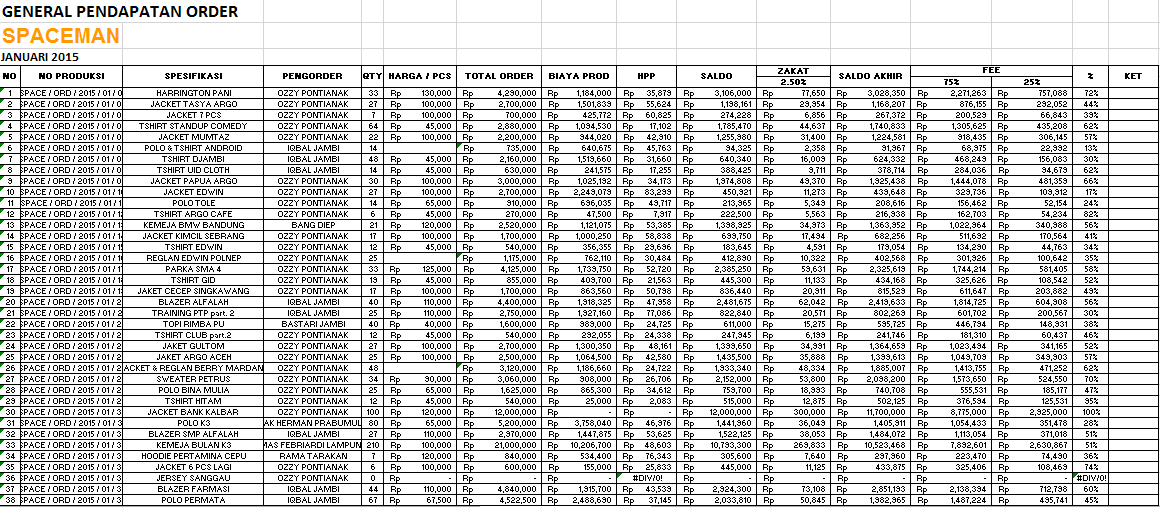 GENERAL PENDAPATAN ORDER
SPACEMAN
JANUARI 2015
NO NO PRODUKSI SPESIFIKASI PENGORDER QTY HARGA / PCS TOTAL ORDER BIAYA PROD HPP SALDO ZAKAT 2.50% SALDO AKHIR FEE 75% 25% % KET
1 SPACE / ORD / 2015 / 01 / 0 HARRINGTON PANI OZZY PONTIANAK 33 Rp 130,000 Rp 4,290,000 Rp 1,184,000 Rp 35,879 Rp 3,106,000 Rp 77,650 Rp 3,028,350 Rp 2,271,263 Rp 757,088 72%
2 SPACE / ORD / 2015 / 01 / 0 JACKET TASYA ARGO OZZY PONTIANAK 27 Rp 100,000 Rp 2,700,000 Rp 1,501,839 Rp 55,624 Rp 1,198,161 Rp 29,954 Rp 1,168,207 Rp 876,155 Rp 292,052 44%
3 SPACE / ORD / 2015 / 01 / 0 JACKET 7 PCS OZZY PONTIANAK 7 Rp 100,000 Rp 700,000 Rp 425,772 Rp 60,825 Rp 274,228 Rp 6,856 Rp 267,372 Rp 200,529 Rp 66,843 39%
4 SPACE / ORD / 2015 / 01 / 0 TSHIRT STANDUP COMEDY OZZY PONTIANAK 64 Rp 45,000 Rp 2,880,000 Rp 1,094,530 Rp 17,102 Rp 1,785,470 Rp 44,637 Rp 1,740,833 Rp 1,305,625 Rp 435,208 62%
5 SPACE / ORD / 2015 / 01 / 0 JACKET MUMTAZ OZZY PONTIANAK 22 Rp 100,000 Rp 2,200,000 Rp 944,020 Rp 42,910 Rp 1,255,980 Rp 31,400 Rp 1,224,581 Rp 918,435 Rp 306,145 57%
6 SPACE / ORD / 2015 / 01 / 0 POLO & TSHIRT ANDROID IQBAL JAMBI 14 Rp 735,000 Rp 640,675 Rp 45,763 Rp 94,325 Rp 2,358 Rp 91,967 Rp 68,975 Rp 22,992 13%
7 SPACE / ORD / 2015 / 01 / 0 TSHIRT DJAMBI IQBAL JAMBI 48 Rp 45,000 Rp 2,160,000 Rp 1,519,660 Rp 31,660 Rp 640,340 Rp 16,009 Rp 624,332 Rp 468,249 Rp 156,083 30%
8 SPACE / ORD / 2015 / 01 / 0 TSHIRT UID CLOTH IQBAL JAMBI 14 Rp 45,000 Rp 630,000 Rp 241,575 Rp 17,255 Rp 388,425 Rp 9,711 Rp 378,714 Rp 284,036 Rp 94,679 62%
9 SPACE / ORD / 2015 / 01 / 0 JACKET PAPUA ARGO OZZY PONTIANAK 30 Rp 100,000 Rp 3,000,000 Rp 1,025,192 Rp 34,173 Rp 1,974,808 Rp 49,370 Rp 1,925,438 Rp 1,444,078 Rp 481,359 66%
10 SPACE / ORD / 2015 / 01 / 1 JACKET EDWIN OZZY PONTIANAK 27 Rp 100,000 Rp 2,700,000 Rp 2,249,079 Rp 83,299 Rp 450,921 Rp 11,273 Rp 439,648 Rp 329,736 Rp 109,912 17%
11 SPACE / ORD / 2015 / 01 / 1 POLO TOLE OZZY PONTIANAK 14 Rp 65,000 Rp 910,000 Rp 696,035 Rp 49,717 Rp 213,965 Rp 5,349 Rp 208,616 Rp 156,462 Rp 52,154 24%
12 SPACE / ORD / 2015 / 01 / 1 TSHIRT ARGO CAFE OZZY PONTIANAK 6 Rp 45,000 Rp 270,000 Rp 47,500 Rp 7,917 Rp 222,500 Rp 5,563 Rp 216,938 Rp 162,703 Rp 54,234 82%
13 SPACE / ORD / 2015 / 01 / 1 KEMEJA BMV BANDUNG BANG DIEP 21 Rp 120,000 Rp 2,520,000 Rp 1,121,075 Rp 53,385 Rp 1,398,925 Rp 34,973 Rp 1,363,952 Rp 1,022,964 Rp 340,988 56%
14 SPACE / ORD / 2015 / 01 / 1 JACKET KIMCIL SEBRANG OZZY PONTIANAK 17 Rp 100,000 Rp 1,700,000 Rp 1,000,250 Rp 58,838 Rp 699,750 Rp 17,494 Rp 682,256 Rp 511,692 Rp 170,564 41%
15 SPACE / ORD / 2015 / 01 / 1 TSHIRT EDWIN OZZY PONTIANAK 12 Rp 45,000 Rp 540,000 Rp 356,355 Rp 29,696 Rp 183,645 Rp 4,591 Rp 179,054 Rp 134,290 Rp 44,763 34%
16 SPACE / ORD / 2015 / 01 / 1 REGLAN EDWIN POLNEP OZZY PONTIANAK 25 Rp 1,175,000 Rp 762,110 Rp 30,484 Rp 412,890 Rp 10,322 Rp 402,568 Rp 301,926 Rp 100,642 35%
17 SPACE / ORD / 2015 / 01 / 1 PARKA SMA 4 OZZY PONTIANAK 33 Rp 125,000 Rp 4,125,000 Rp 1,739,750 Rp 52,720 Rp 2,385,250 Rp 59,631 Rp 2,325,619 Rp 1,744,214 Rp 581,405 58%
18 SPACE / ORD / 2015 / 01 / 1 TSHIRT GID OZZY PONTIANAK 19 Rp 45,000 Rp 855,000 Rp 409,700 Rp 21,563 Rp 445,300 Rp 11,133 Rp 434,168 Rp 325,626 Rp 108,542 52%
19 SPACE / ORD / 2015 / 01 / 1 JAKET CECEP SINGKAWANG OZZY PONTIANAK 17 Rp 100,000 Rp 1,700,000 Rp 863,560 Rp 50,798 Rp 836,440 Rp 20,911 Rp 815,529 Rp 611,647 Rp 203,882 49%
20 SPACE / ORD / 2015 / 01 / 2 BLAZER ALFALAH IQBAL JAMBI 40 Rp 110,000 Rp 4,400,000 Rp 1,918,325 Rp 47,958 Rp 2,481,675 Rp 62,042 Rp 2,419,633 Rp 1,814,725 Rp 604,908 56%
21 SPACE / ORD / 2015 / 01 / 2 TRAINING PTP part. 2 IQBAL JAMBI 25 Rp 110,000 Rp 2,750,000 Rp 1,927,160 Rp 77,086 Rp 822,840 Rp 20,571 Rp 802,269 Rp 601,702 Rp 200,567 30%
22 SPACE / ORD / 2015 / 01 / 2 TOPI RIMBA PU BASTARI JAMBI 40 Rp 40,000 Rp 1,600,000 Rp 989,000 Rp 24,725 Rp 611,000 Rp 15,275 Rp 595,725 Rp 446,794 Rp 148,931 38%
23 SPACE / ORD / 2015 / 01 / 2 TSHIRT CLUB part.2 OZZY PONTIANAK 12 Rp 45,000 Rp 540,000 Rp 292,055 Rp 24,338 Rp 247,945 Rp 6,199 Rp 241,746 Rp 181,310 Rp 60,437 46%
24 SPACE / ORD / 2015 / 01 / 2 JAKET GULTOM OZZY PONTIANAK 27 Rp 100,000 Rp 2,700,000 Rp 1,300,350 Rp 48,161 Rp 1,399,650 Rp 34,991 Rp 1,364,659 Rp 1,023,494 Rp 341,165 52%
25 SPACE / ORD / 2015 / 01 / 2 JAKET ARGO ACEH OZZY PONTIANAK 25 Rp 100,000 Rp 2,500,000 Rp 1,064,500 Rp 42,580 Rp 1,435,500 Rp 35,888 Rp 1,399,613 Rp 1,049,709 Rp 349,903 57%
26 SPACE / ORD / 2015 / 01 / 2 ACKET & REGLAN BERRY MARDAN OZZY PONTIANAK 48 Rp 3,120,000 Rp 1,186,660 Rp 24,722 Rp 1,933,340 Rp 48,334 Rp 1,885,007 Rp 1,413,755 Rp 471,252 62%
27 SPACE / ORD / 2015 / 01 / 2 SWEATER PETRUS OZZY PONTIANAK 34 Rp 90,000 Rp 3,060,000 Rp 908,000 Rp 26,706 Rp 2,152,000 Rp 53,800 Rp 2,098,200 Rp 1,573,650 Rp 524,550 70%
28 SPACE / ORD / 2015 / 01 / 2 POLO BINA MULIA OZZY PONTIANAK 25 Rp 65,000 Rp 1,625,000 Rp 865,300 Rp 34,612 Rp 759,700 Rp 18,993 Rp 740,708 Rp 555,531 Rp 185,177 47%
29 SPACE / ORD / 2015 / 01 / 2 TSHIRT HITAM OZZY PONTIANAK 12 Rp 45,000 Rp 540,000 Rp 25,000 Rp 2,083 Rp 515,000 Rp 12,875 Rp 502,125 Rp 376,594 Rp 125,531 95%
30 SPACE / ORD / 2015 / 01 / 3 JACKET BANK KALBAR OZZY PONTIANAK 100 Rp 120,000 Rp 12,000,000 Rp - Rp - Rp 12,000,000 Rp 300,000 Rp 11,700,000 Rp 8,775,000 Rp 2,925,000 100%
31 SPACE / ORD / 2015 / 01 / 3 POLO K3 AK HERMAN PRABUMUL 80 Rp 65,000 Rp 5,200,000 Rp 3,758,040 Rp 46,976 Rp 1,441,960 Rp 36,049 Rp 1,405,911 Rp 1,054,433 Rp 351,478 28%
32 SPACE / ORD / 2015 / 01 / 3 BLAZER SMP ALFALAH IQBAL JAMBI 27 Rp 110,000 Rp 2,970,000 Rp 1,447,875 Rp 53,625 Rp 1,522,125 Rp 38,053 Rp 1,484,072 Rp 1,113,054 Rp 371,018 51%
33 SPACE / ORD / 2015 / 01 / 3 KEMEJA BULAN K3 MAS FEBRIARDI LAMPUN 210 Rp 100,000 Rp 21,000,000 Rp 10,206,700 Rp 48,603 Rp 10,793,300 Rp 269,833 Rp 10,523,468 Rp 7,892,601 Rp 2,630,867 51%
34 SPACE / ORD / 2015 / 01 / 3 HOODIE PERTAMINA CEPU RAMA TARAKAN 7 Rp 120,000 Rp 840,000 Rp 534,400 Rp 76,343 Rp 305,600 Rp 7,640 Rp 297,960 Rp 223,470 Rp 74,490 36%
35 SPACE / ORD / 2015 / 01 / 3 JACKET 6 PCS LAGI OZZY PONTIANAK 6 Rp 100,000 Rp 600,000 Rp 155,000 Rp 25,833 Rp 445,000 Rp 11,125 Rp 433,875 Rp 325,406 Rp 108,469 74%
36 SPACE / ORD / 2015 / 01 / 3 JERSEY SANGGAU OZZY PONTIANAK 0 Rp - Rp - Rp - #DIV/0! Rp - Rp - Rp - Rp - Rp - #DIV/0!
37 SPACE / ORD / 2015 / 01 / 3 BLAZER FARMASI IQBAL JAMBI 44 Rp 110,000 Rp 4,840,000 Rp 1,915,700 Rp 43,539 Rp 2,924,300 Rp 73,108 Rp 2,851,193 Rp 2,138,394 Rp 712,798 60%
38 SPACE / ORD / 2015 / 01 / 3 POLO PERMATA IQBAL JAMBI 67 Rp 67,500 Rp 4,522,500 Rp 2,488,690 Rp 37,145 Rp 2,033,810 Rp 50,845 Rp 1,982,965 Rp 1,487,224 Rp 495,741 45%